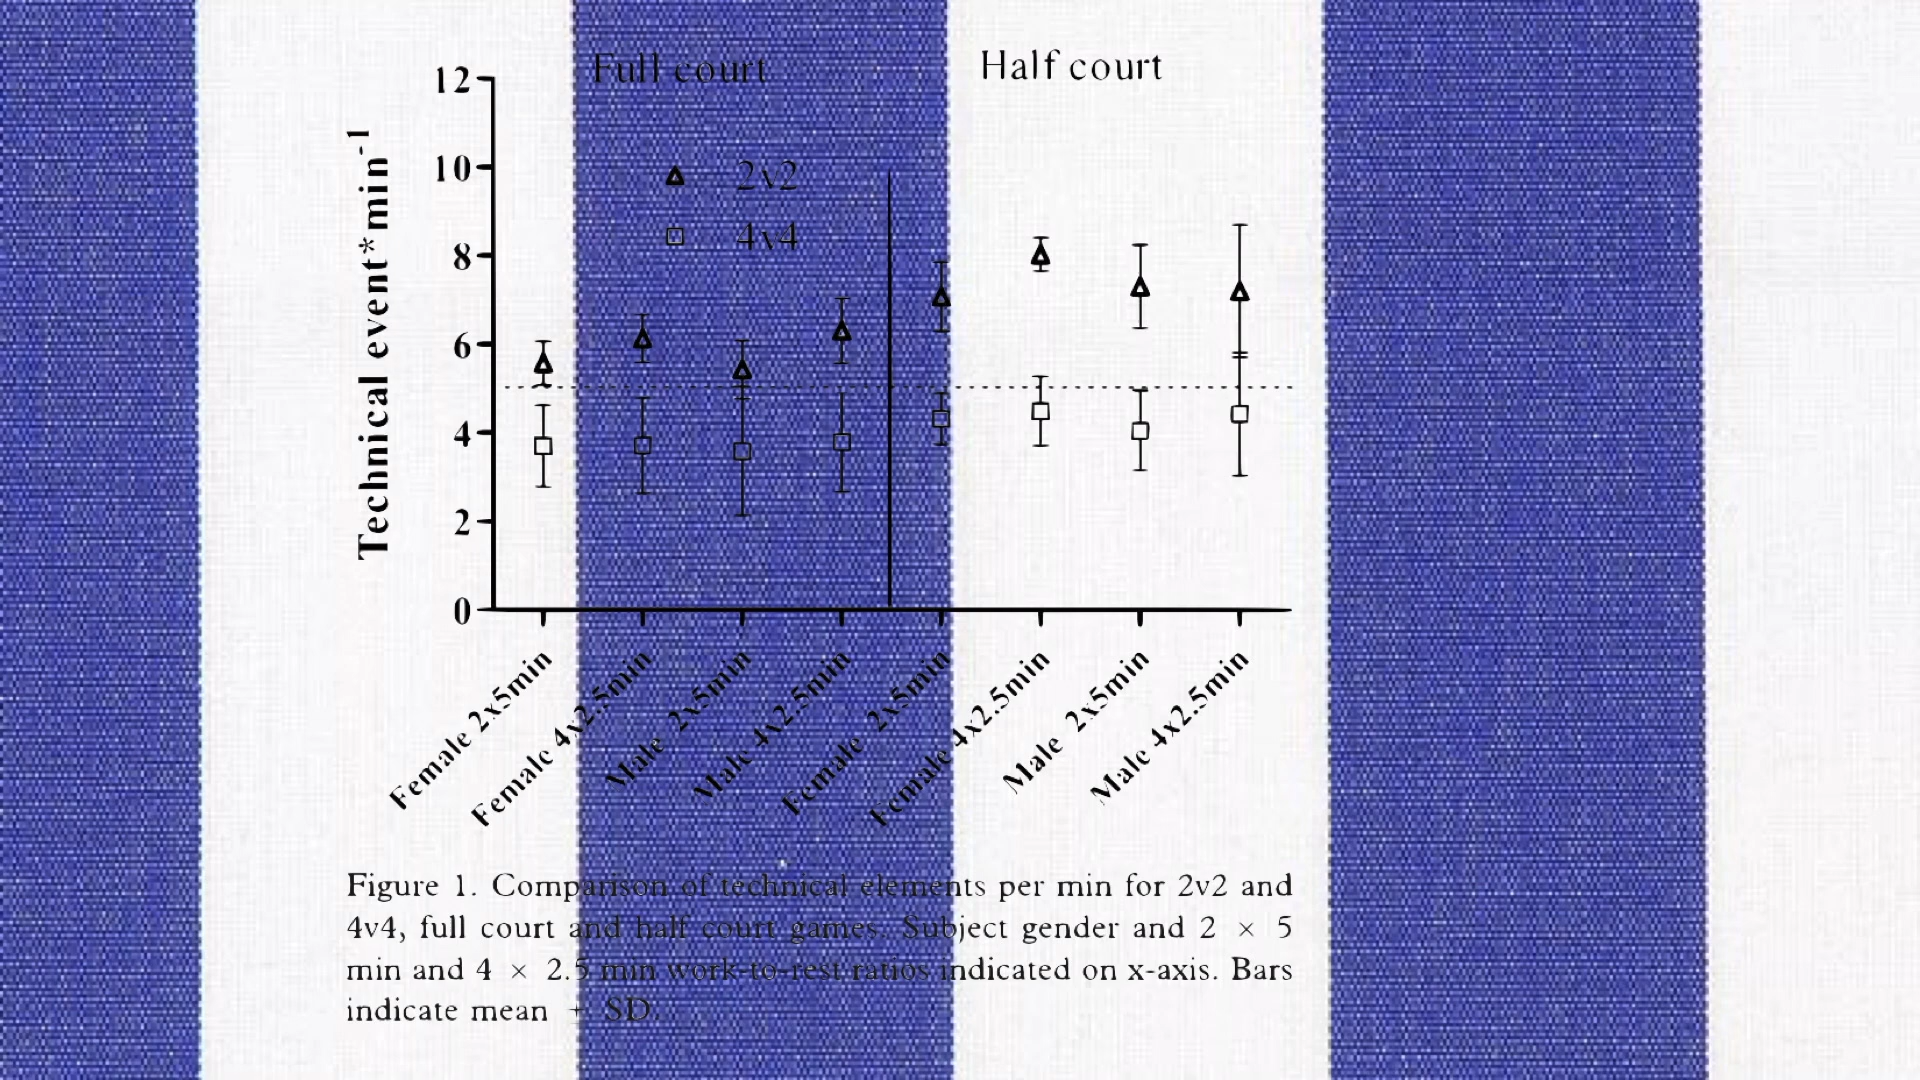 Full court
Half court
12
10
8
6
4
2
0
Technical event*min-1
2v2
4v4
Female 2x5min
Female 4x2.5min
Male 2x5min
Male 4x2.5min
Female 2x5min
Female 4x2.5min
Male 2x5min
Male 4x2.5min
Figure 1. Comparison of technical elements per min for 2v2 and
4v4, full court and half court games. Subject gender and 2 × 5
min and 4 × 2.5 min work-to-rest ratios indicated on x-axis. Bars
indicate mean + SD.